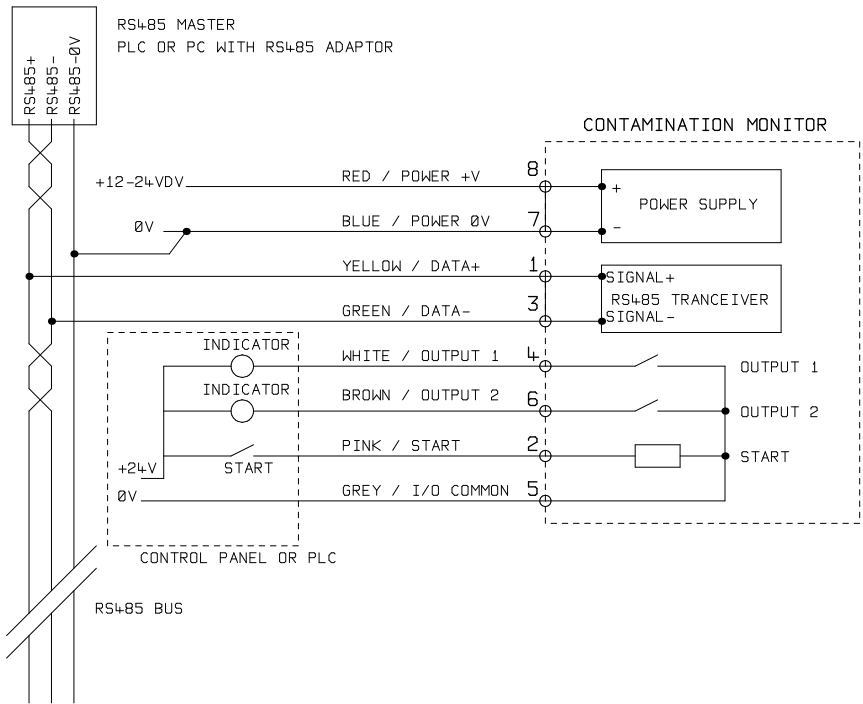 RS485 MASTER
PLC OR PC WITH RS485 ADAPTOR
RS485+
RS485-
RS485-0V
CONTAMINATION MONITOR
+12-24VDV
RED / POWER +V
8
+
POWER SUPPLY
0V
BLUE / POWER 0V
7
-
YELLOW / DATA+
1
SIGNAL+
RS485 TRANCEIVER
GREEN / DATA-
3
SIGNAL-
INDICATOR
WHITE / OUTPUT 1
4
OUTPUT 1
INDICATOR
BROWN / OUTPUT 2
6
OUTPUT 2
PINK / START
2
START
+24V
START
0V
GREY / I/O COMMON
5
CONTROL PANEL OR PLC
RS485 BUS